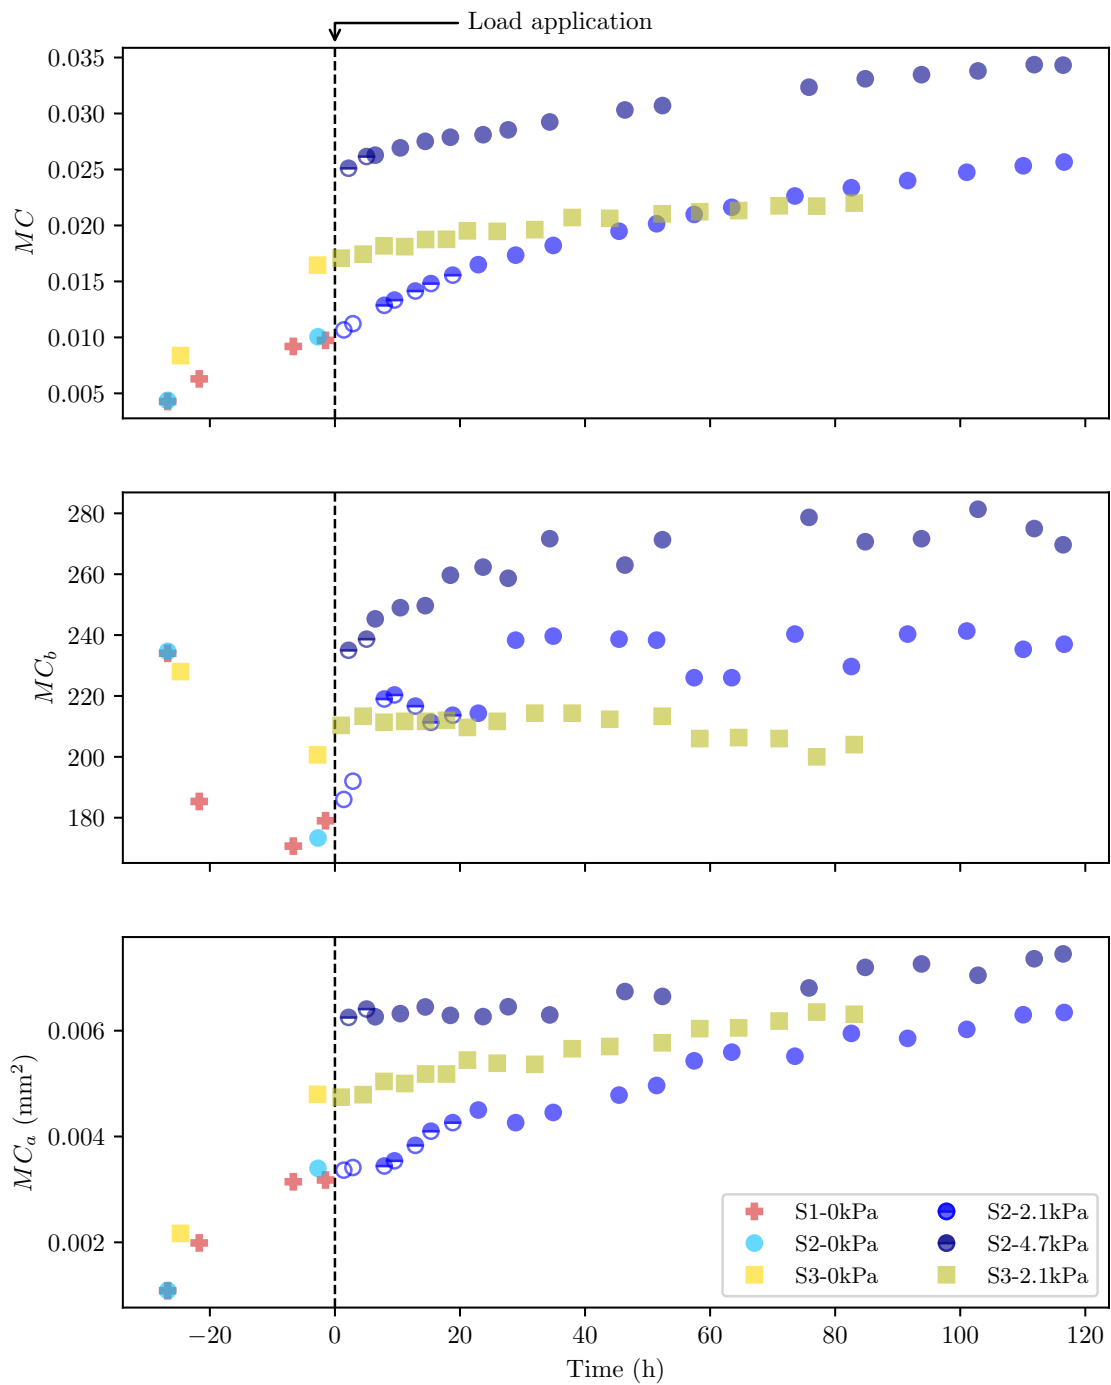 Load application
0.035
0.030
0.025
0.020
0.015
0.010
0.005
MC
280
260
240
220
200
180
MC_b
0.006
0.004
0.002
MC_a (mm²)
S1-0kPa
S2-0kPa
S3-0kPa
S2-2.1kPa
S2-4.7kPa
S3-2.1kPa
−20 0 20 40 60 80 100 120
Time (h)